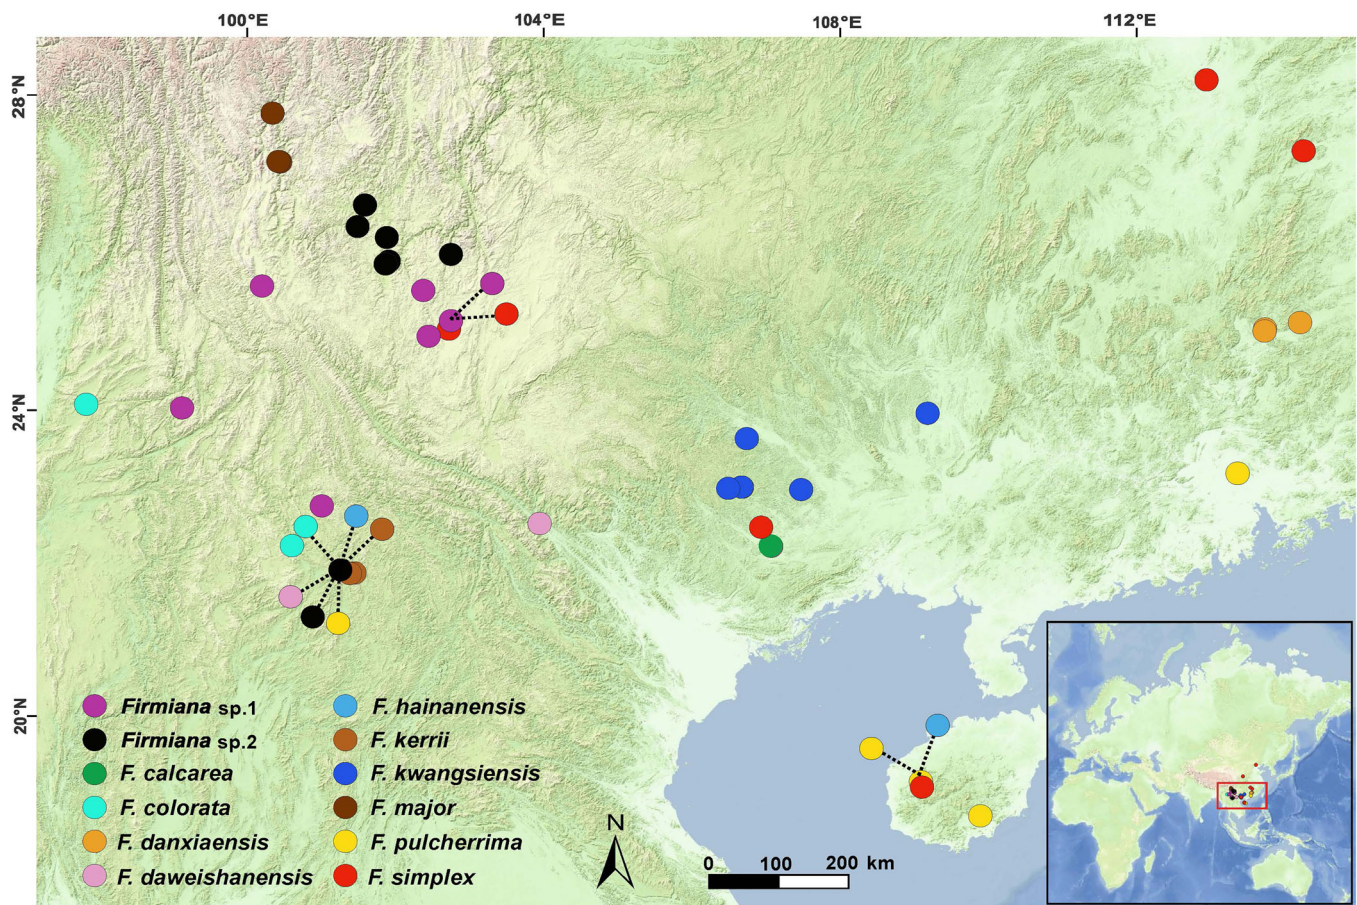 100°E 104°E 108°E 112°E
28°N
24°N
20°N
Firmiana sp.1
Firmiana sp.2
F. calcarea
F. colorata
F. danxiaensis
F. daweishanensis
F. hainanensis
F. kerrii
F. kwangsiensis
F. major
F. pulcherrima
F. simplex
N
0 100 200 km